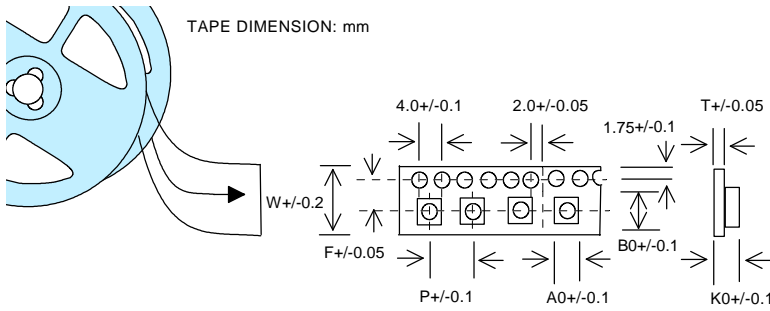 TAPE DIMENSION: mm
4.0+/-0.1
2.0+/-0.05
T+/-0.05
1.75+/-0.1
W+/-0.2
F+/-0.05
B0+/-0.1
P+/-0.1
A0+/-0.1
K0+/-0.1